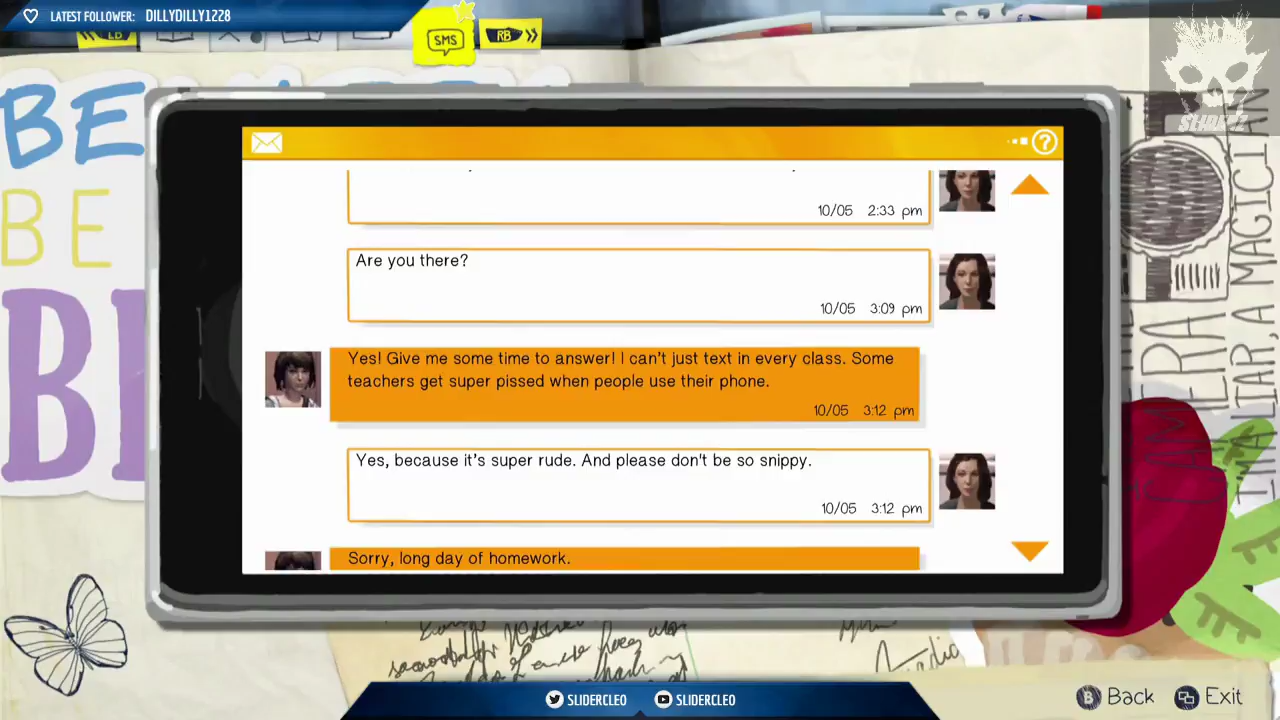 LATEST FOLLOWER: DILLYDILLY1228
LB
SMS
RB
SLIRKZ
BE
BE
10/05 2:33 pm
Are you there?
10/05 3:09 pm
Yes! Give me some time to answer! I can't just text in every class. Some
teachers get super pissed when people use their phone.
10/05 3:12 pm
Yes, because it's super rude. And please don't be so snippy.
10/05 3:12 pm
Sorry, long day of homework.
SLIDERCLEO
SLIDERCLEO
B Back
Exit